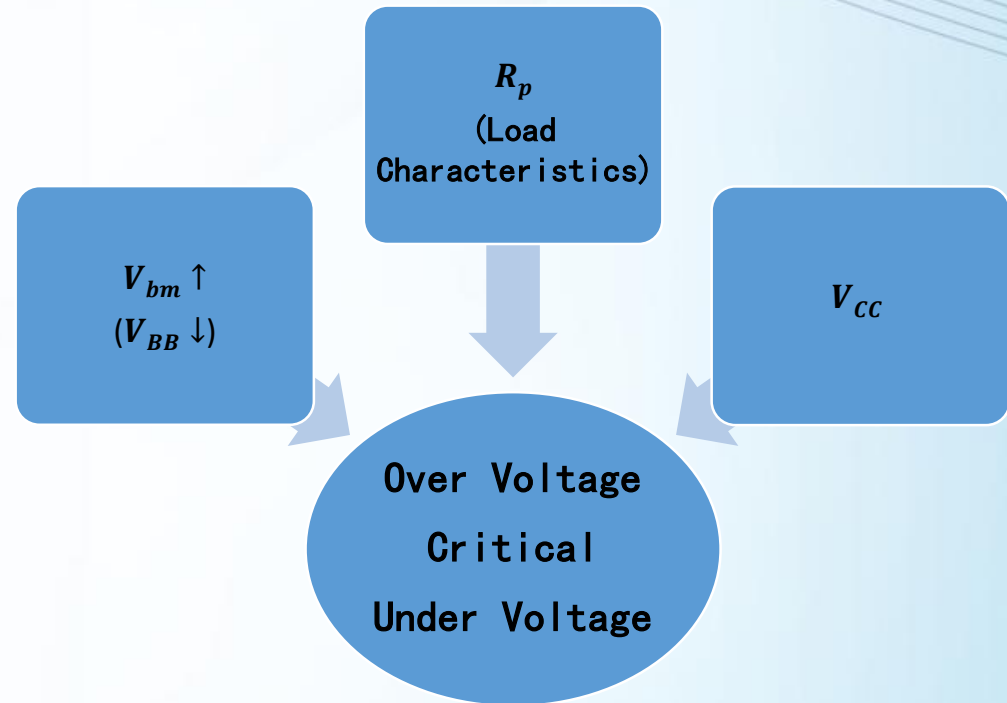 R_p
(Load
Characteristics)
V_bm ↑
(V_BB ↓)
V_CC
Over Voltage
Critical
Under Voltage